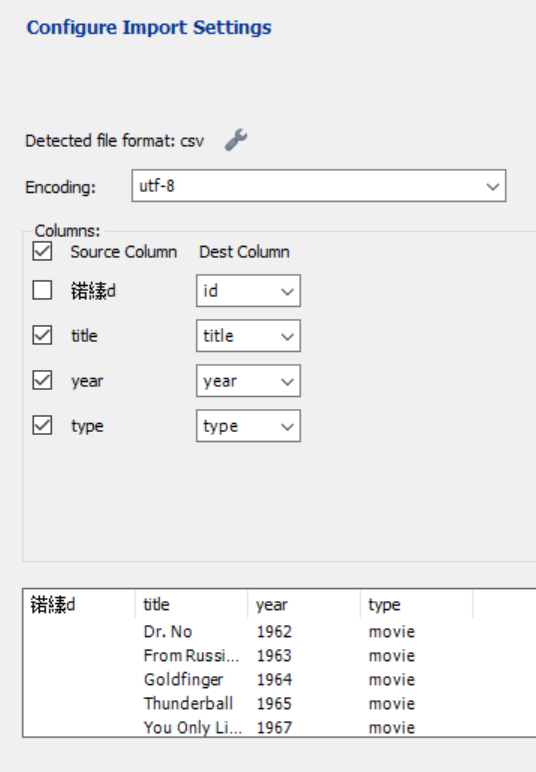 Configure Import Settings
Detected file format: csv
Encoding: utf-8
Columns:
Source Column Dest Column
锘縤d id
title title
year year
type type
锘縤d title year type
Dr. No 1962 movie
From Russi... 1963 movie
Goldfinger 1964 movie
Thunderball 1965 movie
You Only Li... 1967 movie